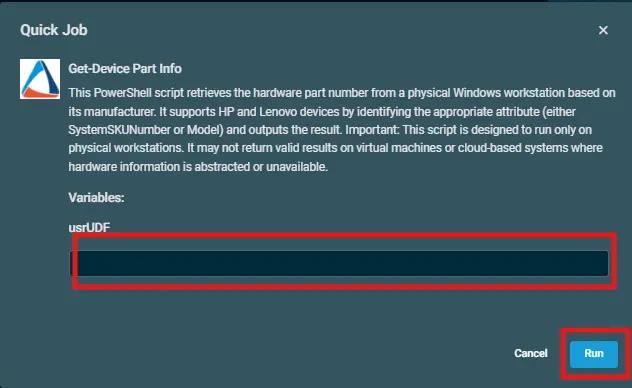 Quick Job
Get-Device Part Info
This PowerShell script retrieves the hardware part number from a physical Windows workstation based on
its manufacturer. It supports HP and Lenovo devices by identifying the appropriate attribute (either
SystemSKUNumber or Model) and outputs the result. Important: This script is designed to run only on
physical workstations. It may not return valid results on virtual machines or cloud-based systems where
hardware information is abstracted or unavailable.
Variables:
usrUDF
Cancel
Run